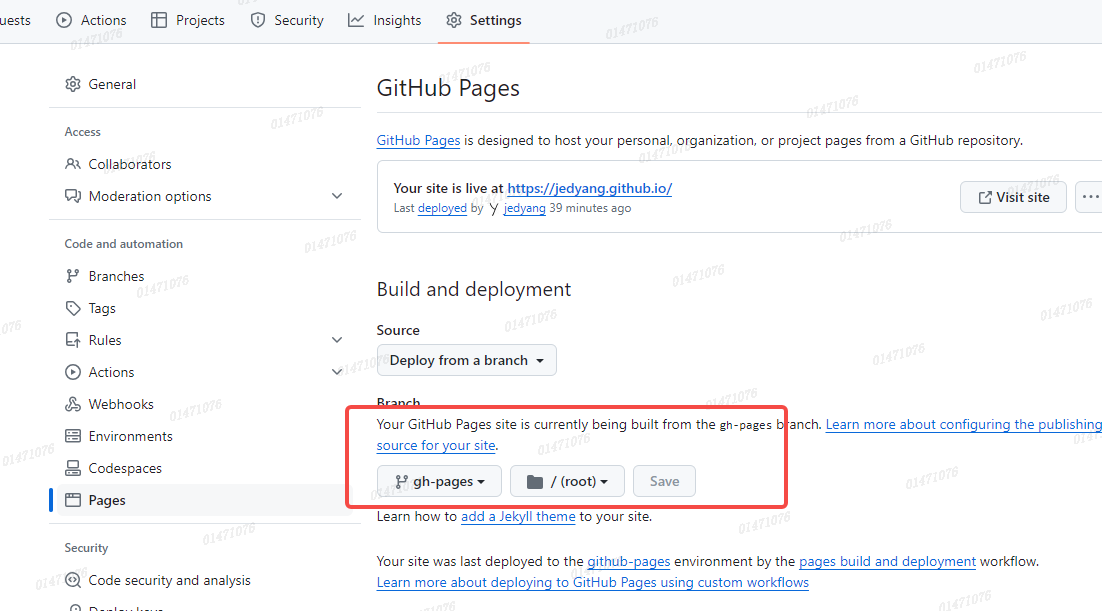 uests Actions Projects Security Insights Settings
General
Access
Collaborators
Moderation options
Code and automation
Branches
Tags
Rules
Actions
Webhooks
Environments
Codespaces
Pages
Security
Code security and analysis
Deploy keys
GitHub Pages
GitHub Pages is designed to host your personal, organization, or project pages from a GitHub repository.
Your site is live at https://jedyang.github.io/
Last deployed by jedyang 39 minutes ago
Visit site
Build and deployment
Source
Deploy from a branch
Branch
Your GitHub Pages site is currently being built from the gh-pages branch. Learn more about configuring the publishing
source for your site.
gh-pages / (root) Save
Learn how to add a Jekyll theme to your site.
Your site was last deployed to the github-pages environment by the pages build and deployment workflow.
Learn more about deploying to GitHub Pages using custom workflows
01471076